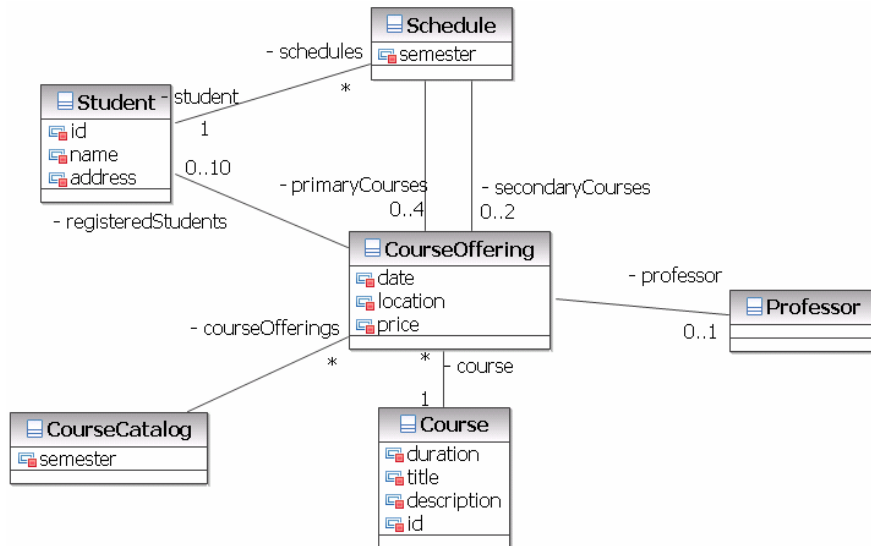 Schedule
semester
- schedules
*
Student
id
name
address
- student
1
0..10
- registeredStudents
- primaryCourses
0..4
- secondaryCourses
0..2
CourseOffering
date
location
price
- professor
0..1
Professor
- courseOfferings
*
*
- course
1
CourseCatalog
semester
Course
duration
title
description
id